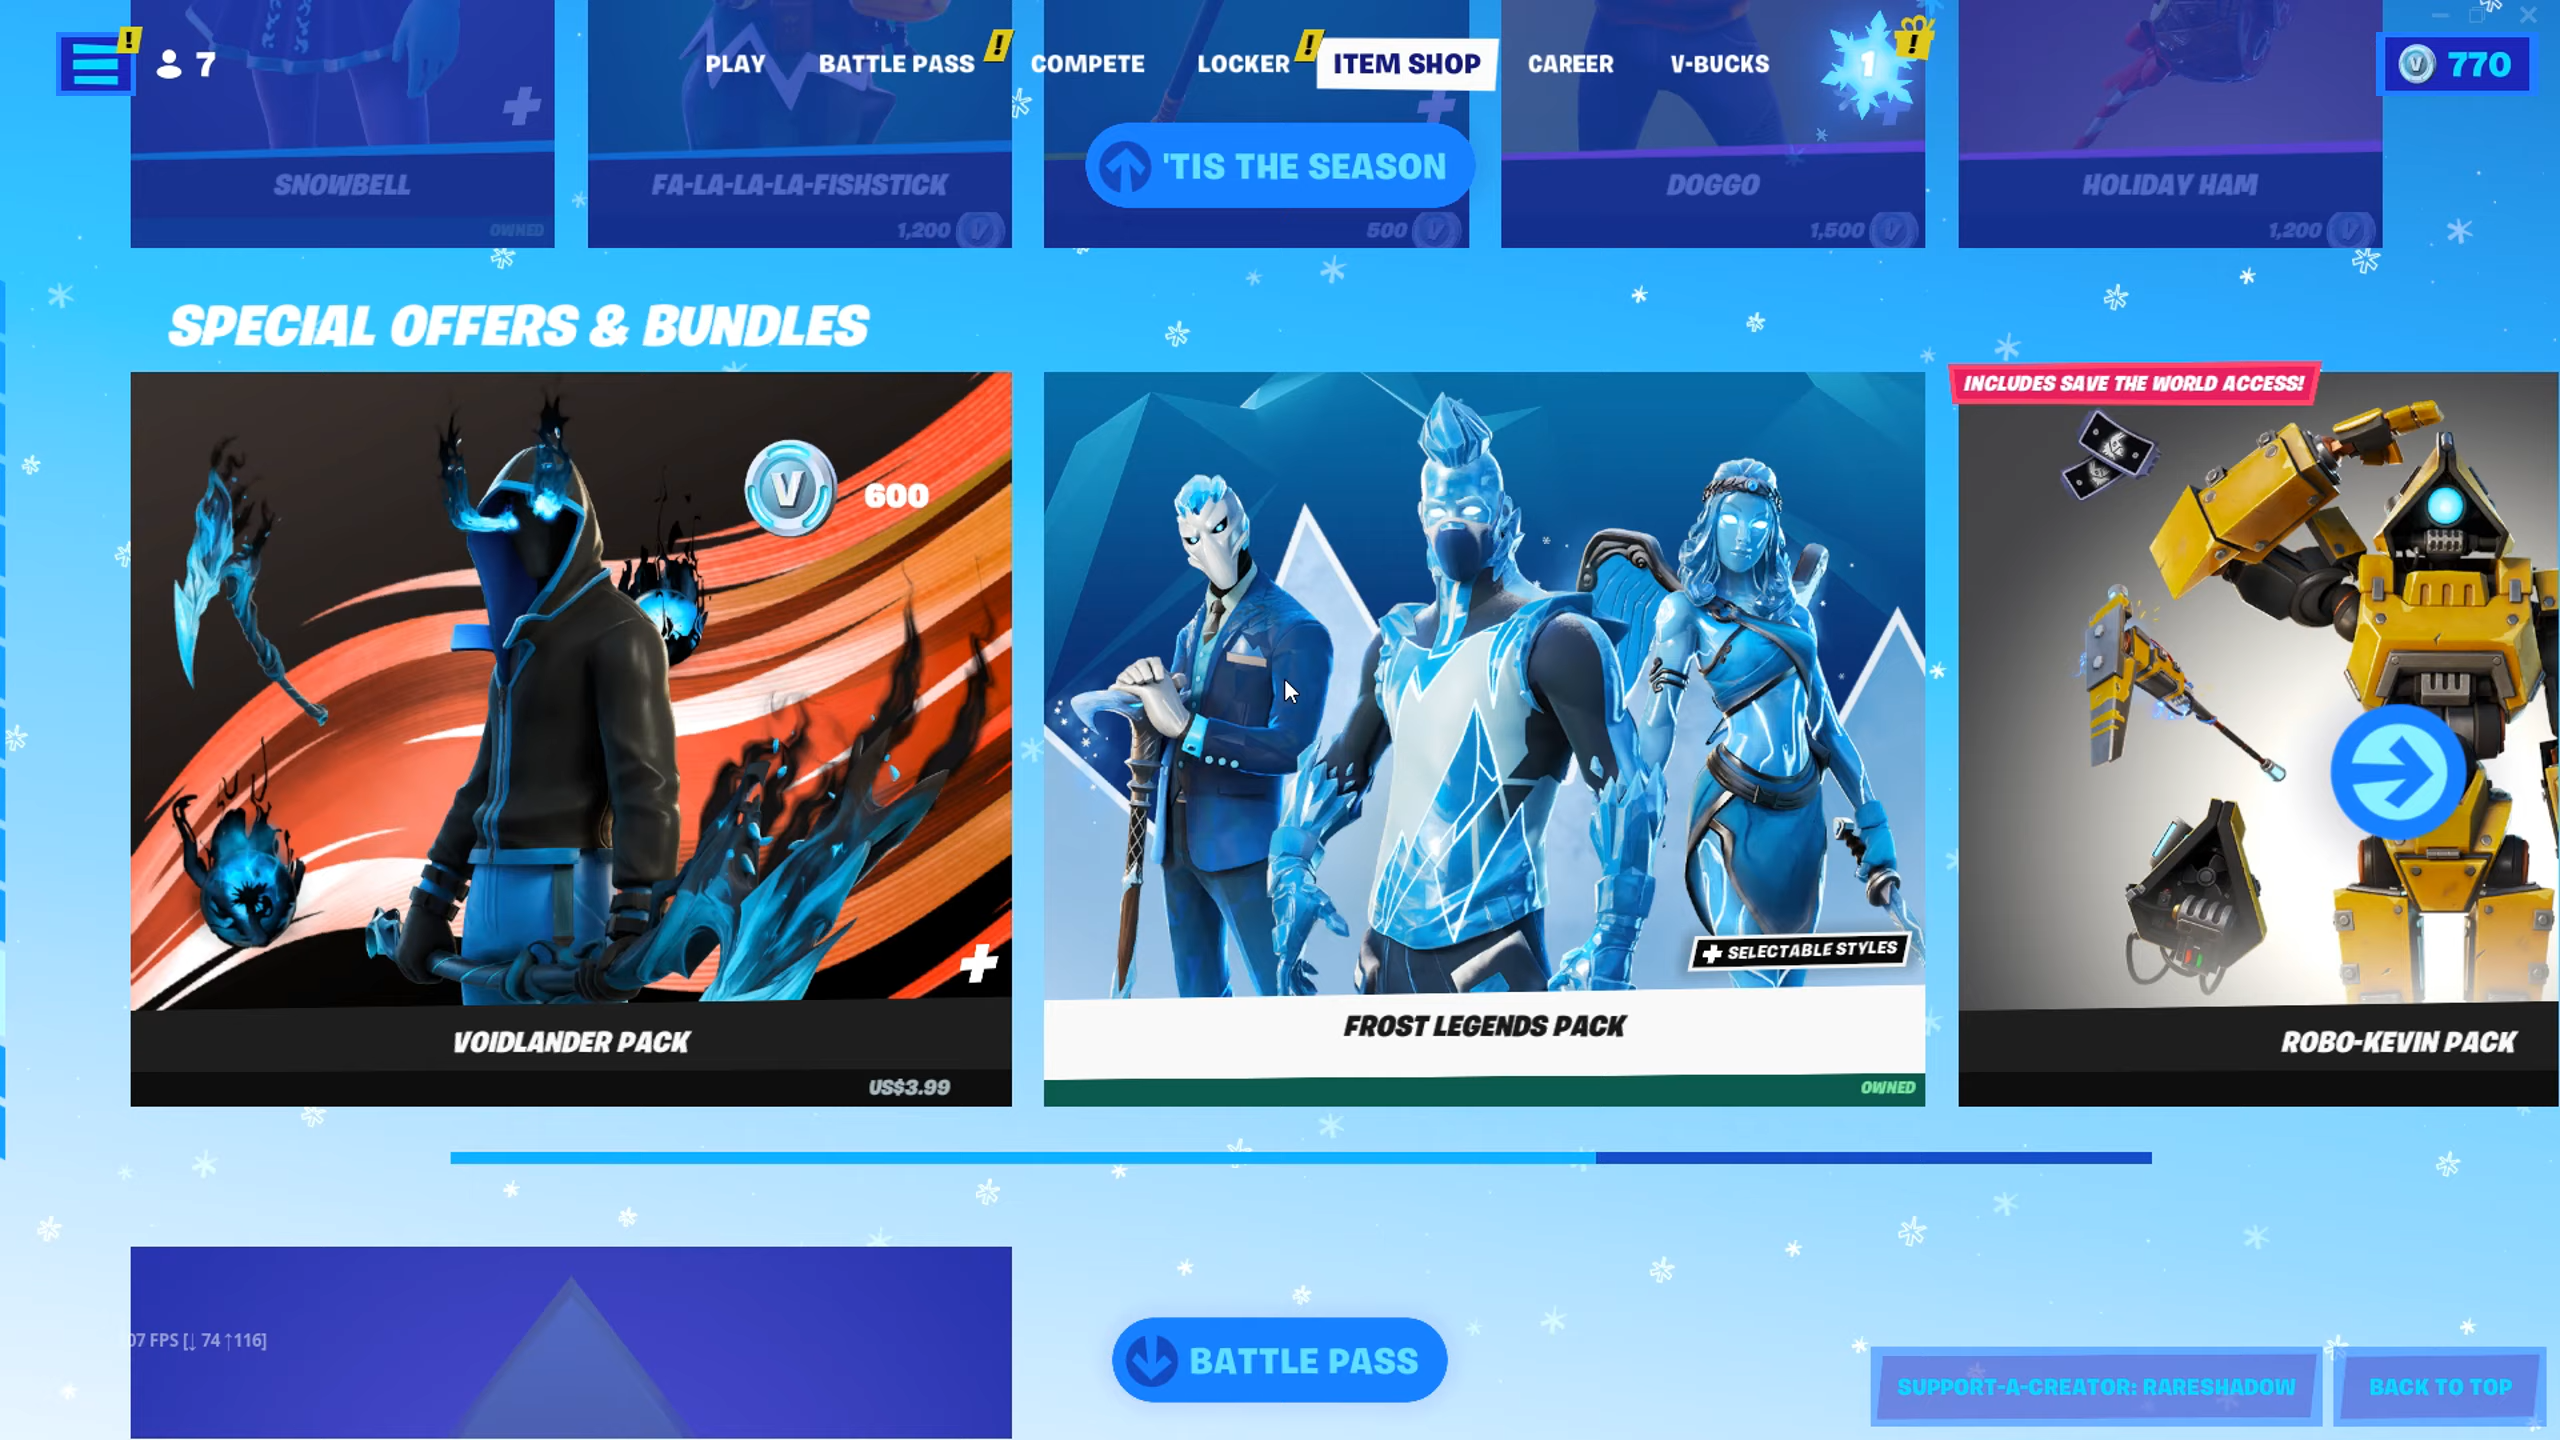 7
PLAY
BATTLE PASS
!
COMPETE
LOCKER
!
ITEM SHOP
CAREER
V-BUCKS
1
!
770
!
'TIS THE SEASON
SNOWBELL
OWNED
FA-LA-LA-LA-FISHSTICK
1,200
500
DOGGO
1,500
HOLIDAY HAM
1,200
SPECIAL OFFERS & BUNDLES
V
600
VOIDLANDER PACK
US$3.99
+ SELECTABLE STYLES
FROST LEGENDS PACK
OWNED
INCLUDES SAVE THE WORLD ACCESS!
ROBO-KEVIN PACK
07 FPS [↓ 74 ↑116]
BATTLE PASS
SUPPORT-A-CREATOR: RARESHADOW
BACK TO TOP